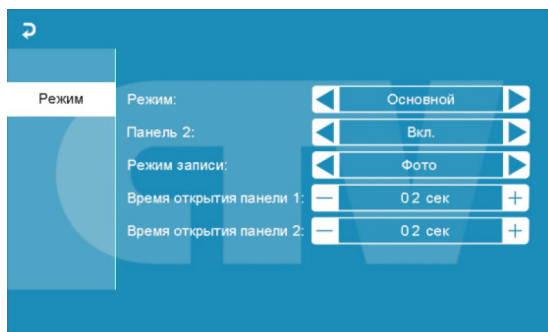 Режим
Режим: Основной
Панель 2: Вкл.
Режим записи: Фото
Время открытия панели 1: 02 сек
Время открытия панели 2: 02 сек